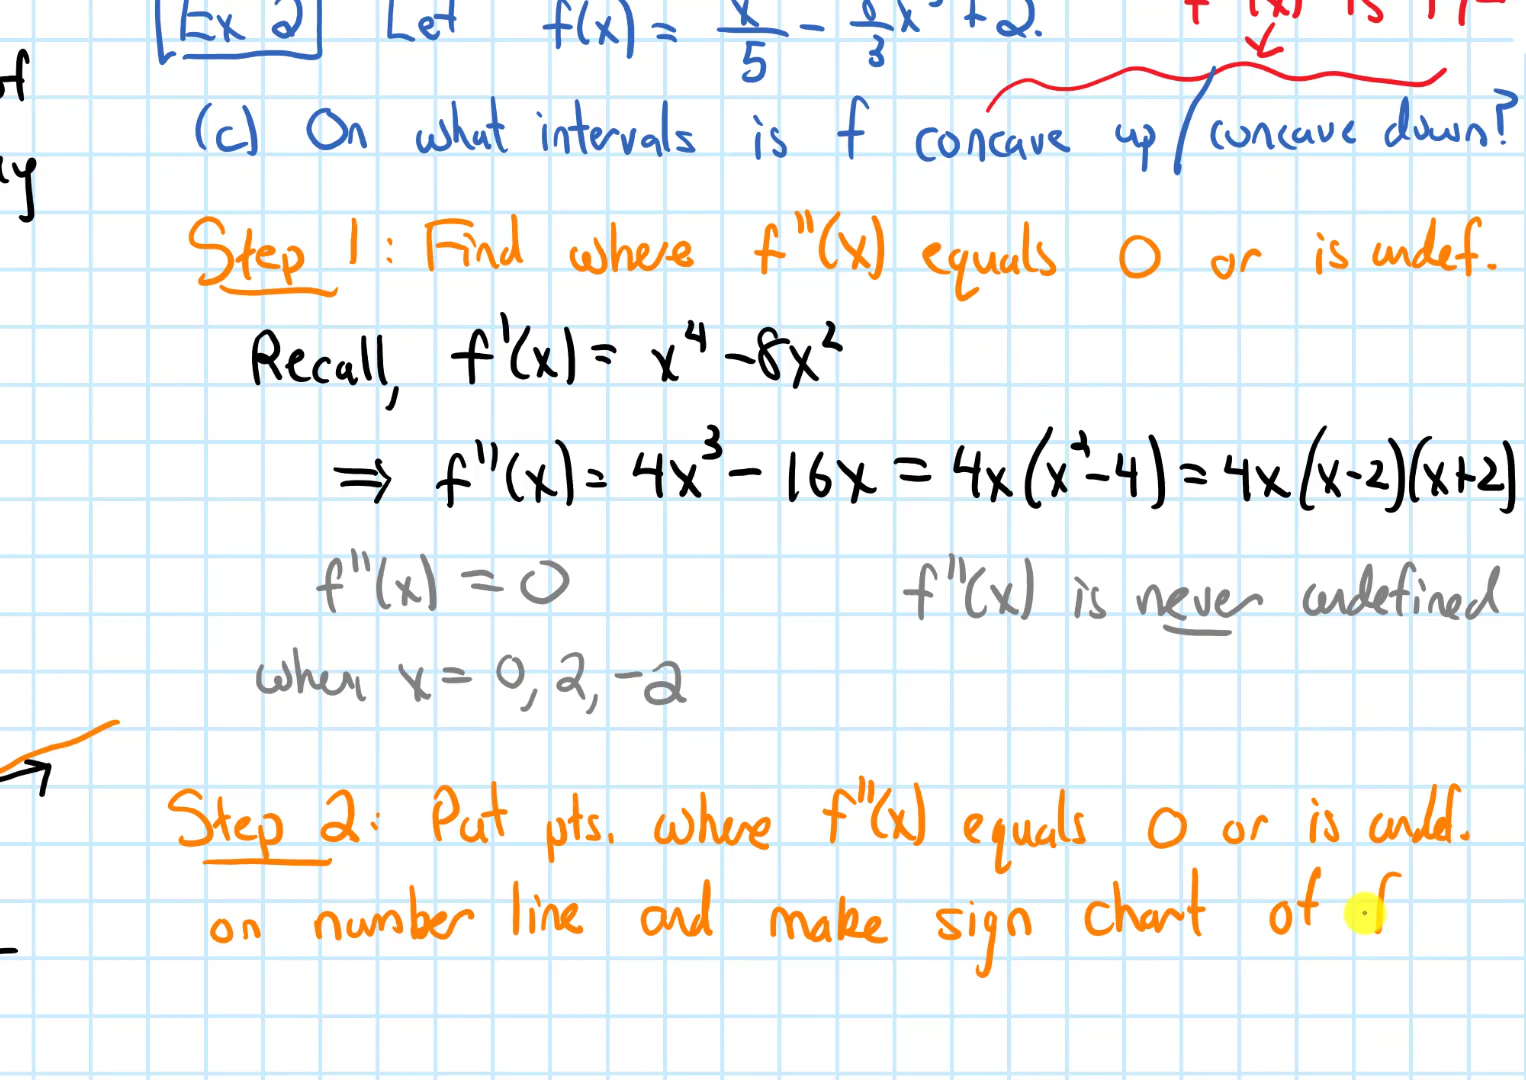 Ex 2 Let f(x) = x/5 - 8/3 x³ + 2.
f''(x) is
of
(c) On what intervals is f concave up / concave down?
Step 1: Find where f''(x) equals 0 or is undef.
Recall, f'(x) = x⁴ - 8x²
⇒ f''(x) = 4x³ - 16x = 4x(x²-4) = 4x(x-2)(x+2)
f''(x) = 0 f''(x) is never undefined
when x = 0, 2, -2
Step 2: Put pts. where f''(x) equals 0 or is undef.
on number line and make sign chart of f